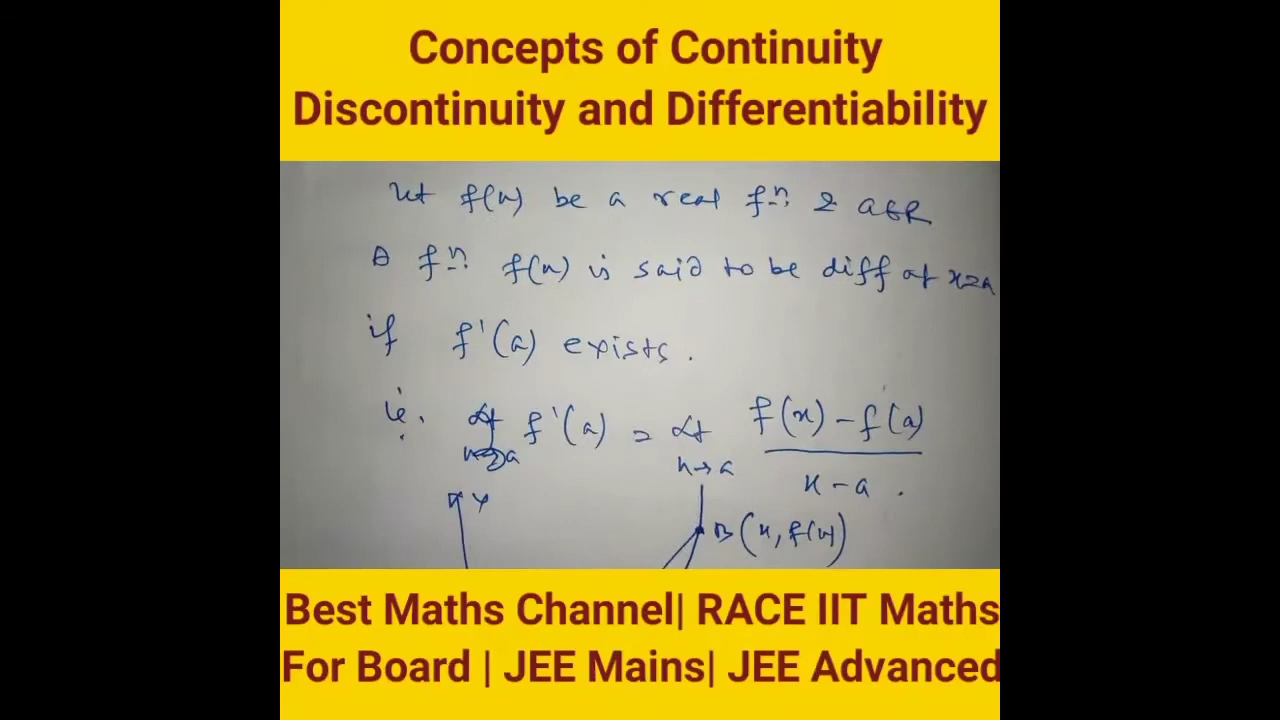 Concepts of Continuity
Discontinuity and Differentiability
Let f(x) be a real fn & a∈R
A fn f(x) is said to be diff at x=a
if f'(a) exists.
i.e. f'(a) = Lt x→a f(x) - f(a) / x - a .
Y
B (x, f(x))
Best Maths Channel| RACE IIT Maths
For Board | JEE Mains| JEE Advanced